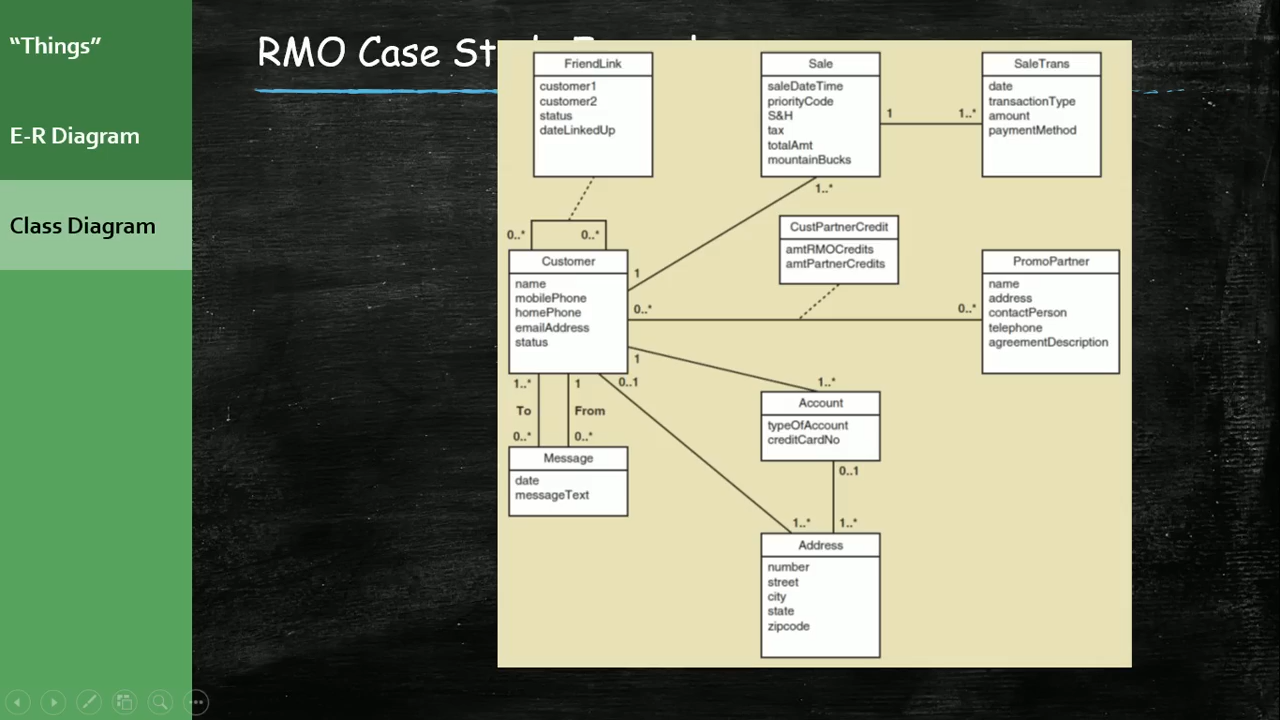 “Things”
E-R Diagram
Class Diagram
RMO Case St
FriendLink
customer1
customer2
status
dateLinkedUp
Sale
saleDateTime
priorityCode
S&H
tax
totalAmt
mountainBucks
1
1..*
SaleTrans
date
transactionType
amount
paymentMethod
1..*
CustPartnerCredit
amtRMOCredits
amtPartnerCredits
0..*
0..*
Customer
name
mobilePhone
homePhone
emailAddress
status
1
0..*
0..*
PromoPartner
name
address
contactPerson
telephone
agreementDescription
1
1..*
0..1
1..*
1
To
From
0..*
0..*
Account
typeOfAccount
creditCardNo
0..1
Message
date
messageText
1..*
1..*
Address
number
street
city
state
zipcode